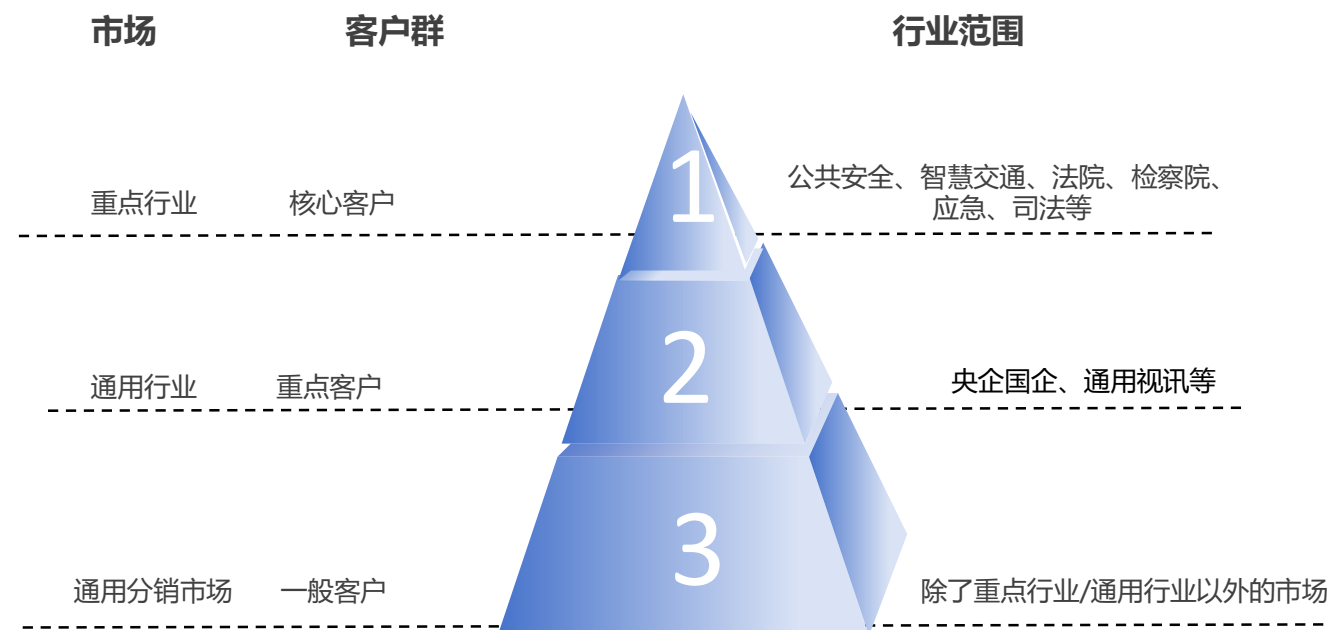 市场 客户群 行业范围
重点行业 核心客户 1 公共安全、智慧交通、法院、检察院、
应急、司法等
通用行业 重点客户 2 央企国企、通用视讯等
通用分销市场 一般客户 3 除了重点行业/通用行业以外的市场